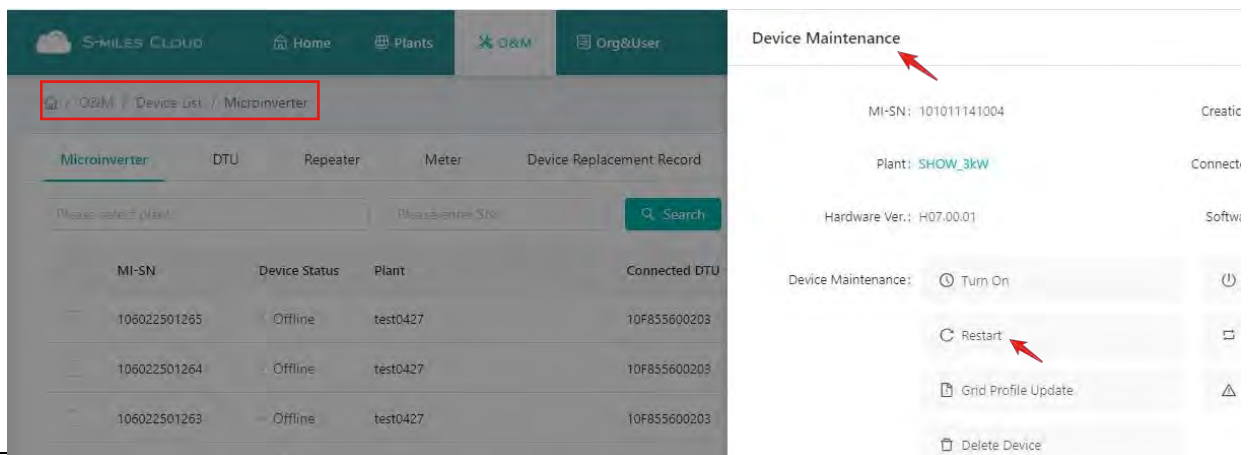 S-MILES CLOUD Home Plants O&M Org&User
/ O&M / Device List / Microinverter
Microinverter DTU Repeater Meter Device Replacement Record
Please select plant Please enter SN Search
MI-SN Device Status Plant Connected DTU
106022501265 Offline test0427 10F855600203
106022501264 Offline test0427 10F855600203
106022501263 Offline test0427 10F855600203
Device Maintenance
MI-SN: 101011141004 Creatio
Plant: SHOW_3kW Connecte
Hardware Ver.: H07.00.01 Softwa
Device Maintenance: Turn On
Restart
Grid Profile Update
Delete Device